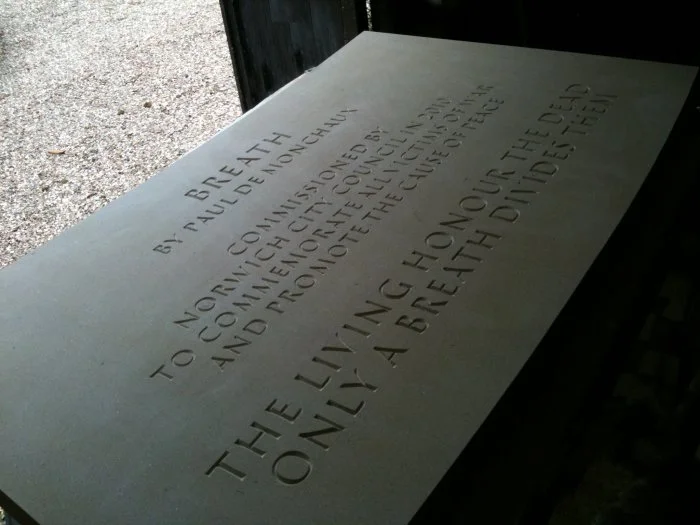 BREATH
BY PAUL DE MONCHAUX
COMMISSIONED BY
NORWICH CITY COUNCIL IN 2010
TO COMMEMORATE ALL VICTIMS OF WAR
AND PROMOTE THE CAUSE OF PEACE
THE LIVING HONOUR THE DEAD
ONLY A BREATH DIVIDES THEM